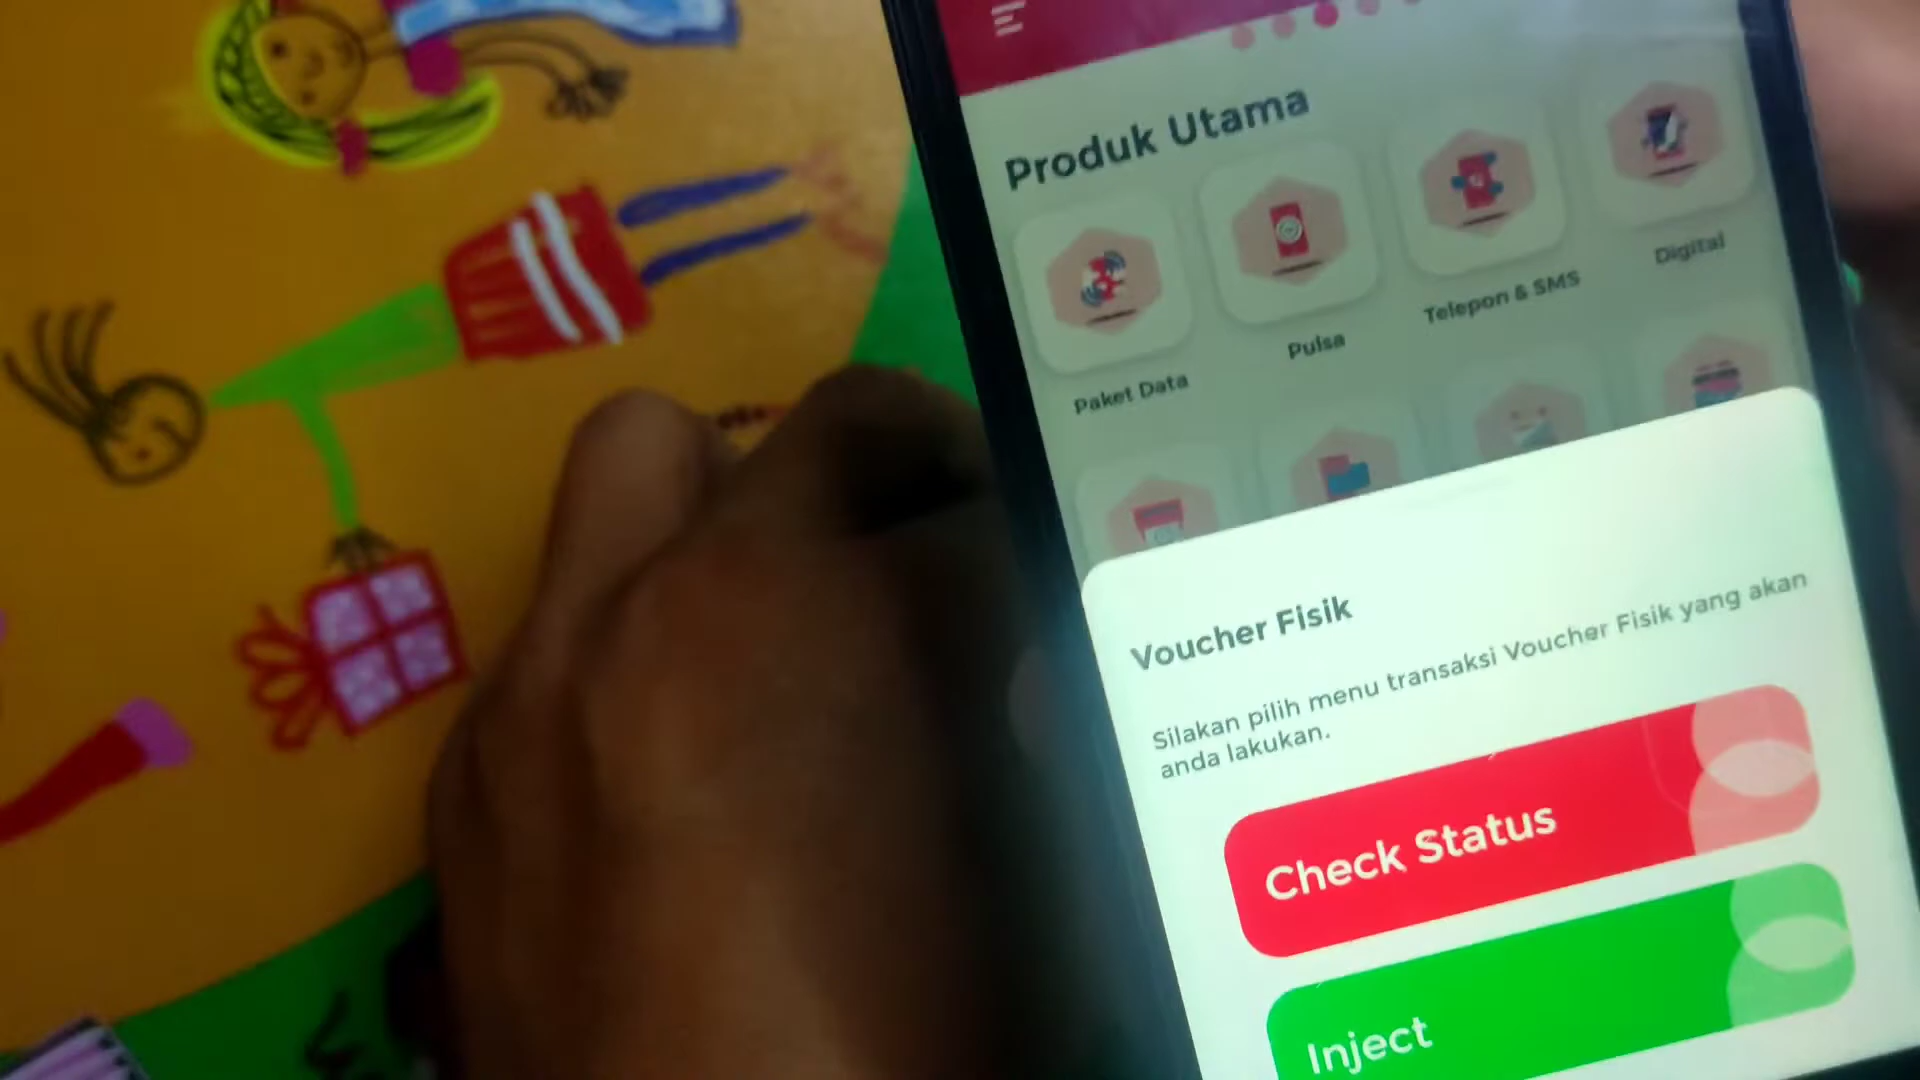 Produk Utama
Paket Data
Pulsa
Telepon & SMS
Digital
Voucher Fisik
Silakan pilih menu transaksi Voucher Fisik yang akan
anda lakukan.
Check Status
Inject